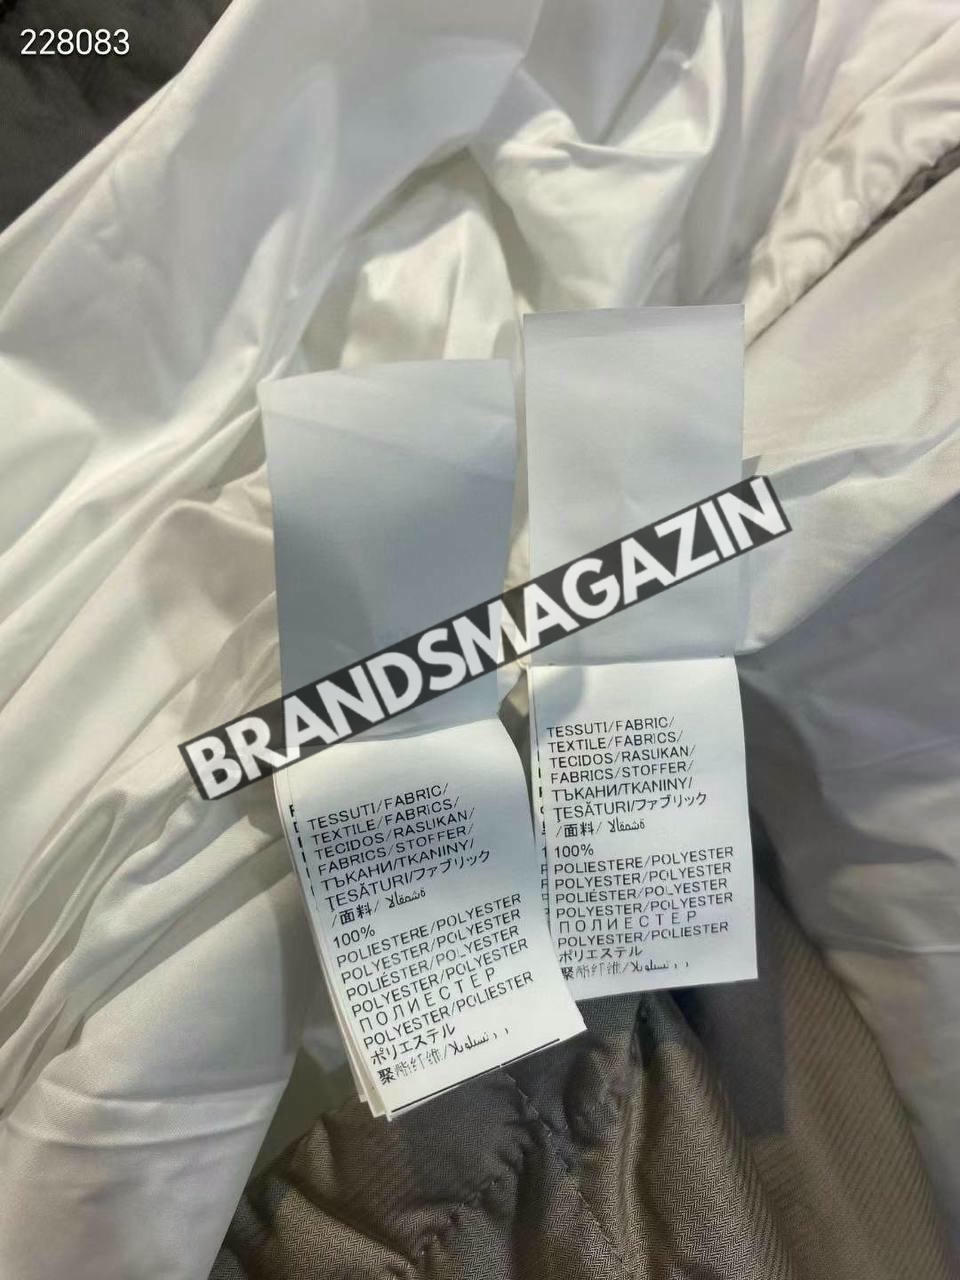 228083
BRANDSMAGAZIN
TESSUTI/FABRIC/
TEXTILE/FABRICS/
TECIDOS/RASUKAN/
FABRICS/STOFFER/
ТЪКАНИ/TKANINY/
ŢESĂTURI/ファブリック
/面料/
100%
POLIESTERE/POLYESTER
POLYESTER/POLYESTER
POLIÉSTER/POLYESTER
POLYESTER/POLYESTER
ПОЛИЕСТЕР
POLYESTER/POLIESTER
ポリエステル
聚酯纤维/
TESSUTI/FABRIC/
TEXTILE/FABRICS/
TECIDOS/RASUKAN/
FABRICS/STOFFER/
ТЪКАНИ/TKANINY/
ŢESĂTURI/ファブリック
/面料/
100%
POLIESTERE/POLYESTER
POLYESTER/POLYESTER
POLIÉSTER/POLYESTER
POLYESTER/POLYESTER
ПОЛИЕСТЕР
POLYESTER/POLIESTER
ポリエステル
聚酯纤维/